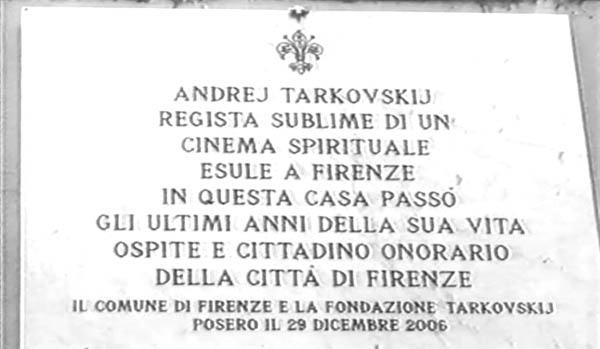 ANDREJ TARKOVSKIJ
REGISTA SUBLIME DI UN
CINEMA SPIRITUALE
ESULE A FIRENZE
IN QUESTA CASA PASSÓ
GLI ULTIMI ANNI DELLA SUA VITA
OSPITE E CITTADINO ONORARIO
DELLA CITTÀ DI FIRENZE
IL COMUNE DI FIRENZE E LA FONDAZIONE TARKOVSKIJ
POSERO IL 29 DICEMBRE 2006